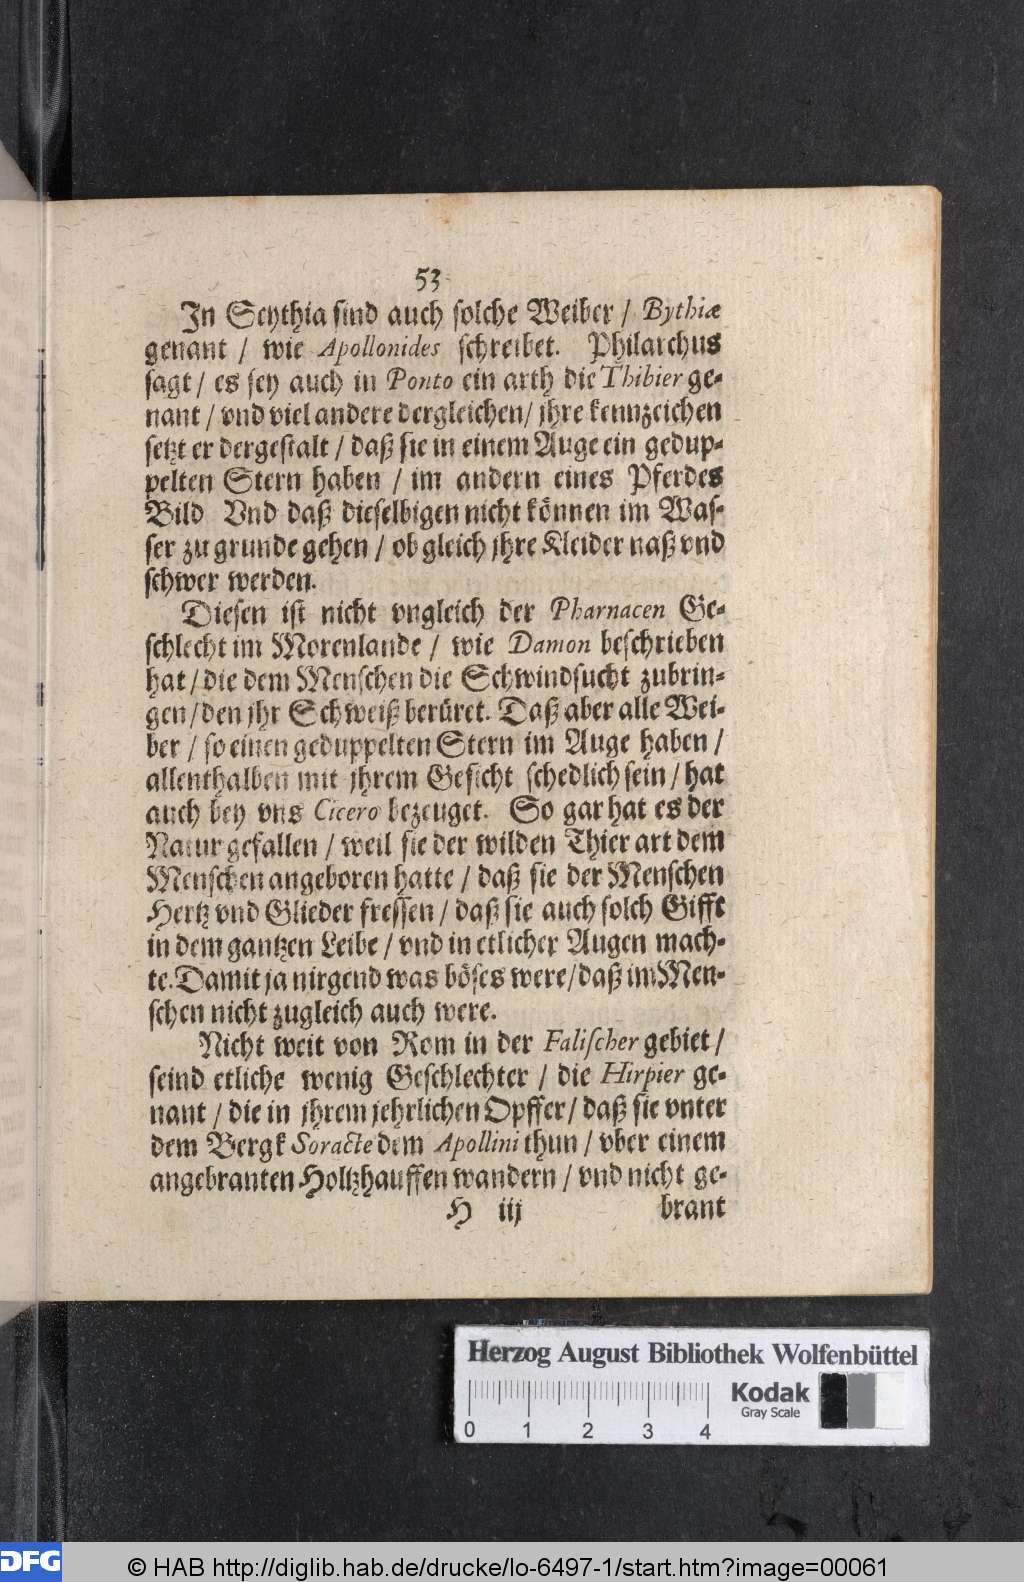 53
In Scythia sind auch solche Weiber / Bythiæ
genant / wie Apollonides schreibet. Philarchus
sagt / es sey auch in Ponto ein arth die Thibier ge-
nant / vnd viel andere dergleichen / jhre kennzeichen
setzt er dergestalt / daß sie in einem Auge ein gedup-
pelten Stern haben / im andern eines Pferdes
Bild Vnd daß dieselbigen nicht können im Was-
ser zu grunde gehen / ob gleich jhre Kleider naß vnd
schwer werden.
Diesen ist nicht vngleich der Pharnacen Ge-
schlecht im Morenlande / wie Damon beschrieben
hat / die dem Menschen die Schwindsucht zubrin-
gen / den jhr Schweiß berüret. Daß aber alle Wei-
ber / so einen geduppelten Stern im Auge haben /
allenthalben mit jhrem Gesicht schedlich sein / hat
auch bey vns Cicero bezeuget. So gar hat es der
Natur gefallen / weil sie der wilden Thier art dem
Menschen angeboren hatte / daß sie der Menschen
Hertz vnd Glieder fressen / daß sie auch solch Gifft
in dem gantzen Leibe / vnd in etlicher Augen mach-
te. Damit ja nirgend was böses were / daß im Men-
schen nicht zugleich auch were.
Nicht weit von Rom in der Falischer gebiet /
seind etliche wenig Geschlechter / die Hirpier ge-
nant / die in jhrem jehrlichen Opffer / daß sie vnter
dem Bergk Soracte dem Apollini thun / vber einem
angebranten Holtzhauffen wandern / vnd nicht ge-
H iij brant
Herzog August Bibliothek Wolfenbüttel
Kodak
Gray Scale
0 1 2 3 4
DFG © HAB http://diglib.hab.de/drucke/lo-6497-1/start.htm?image=00061